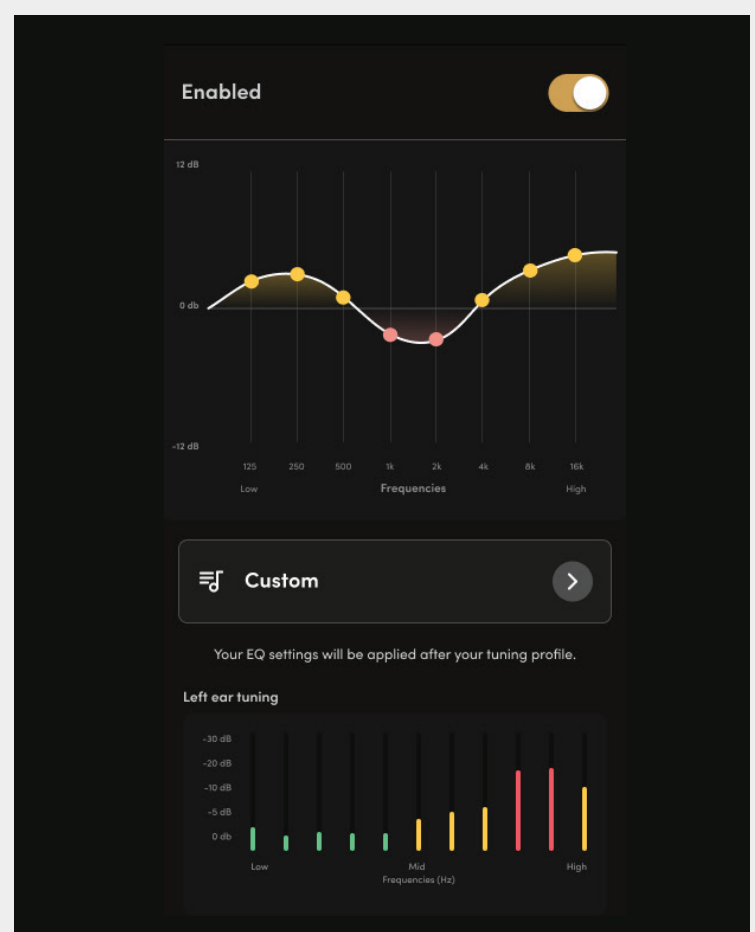 Enabled
12 dB
0 db
-12 dB
125 250 500 1k 2k 4k 8k 16k
Low Frequencies High
Custom
Your EQ settings will be applied after your tuning profile.
Left ear tuning
-30 dB
-20 dB
-10 dB
-5 dB
0 db
Low Mid High
Frequencies (Hz)